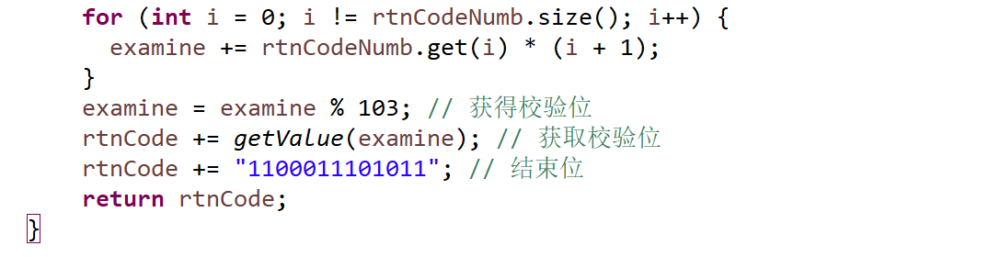 for (int i = 0; i != rtnCodeNumb.size(); i++) {
examine += rtnCodeNumb.get(i) * (i + 1);
}
examine = examine % 103; // 获得校验位
rtnCode += getValue(examine); // 获取校验位
rtnCode += "1100011101011"; // 结束位
return rtnCode;
}